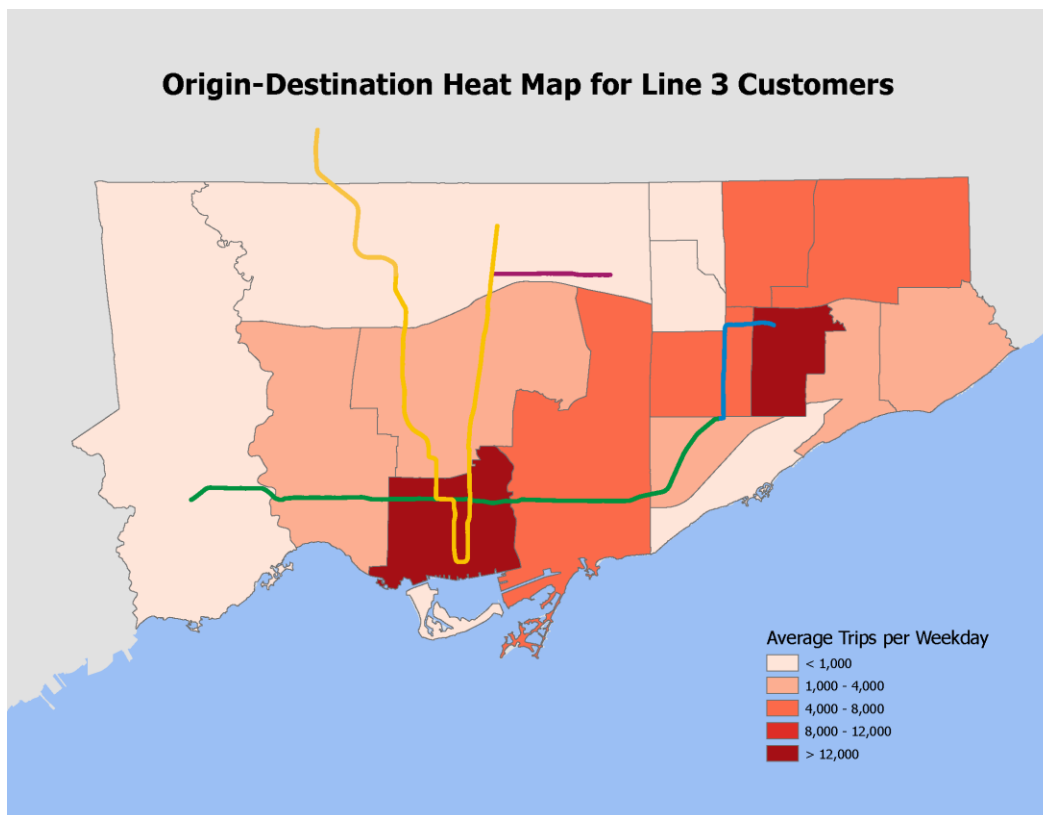 Origin-Destination Heat Map for Line 3 Customers
Average Trips per Weekday
< 1,000
1,000 - 4,000
4,000 - 8,000
8,000 - 12,000
> 12,000